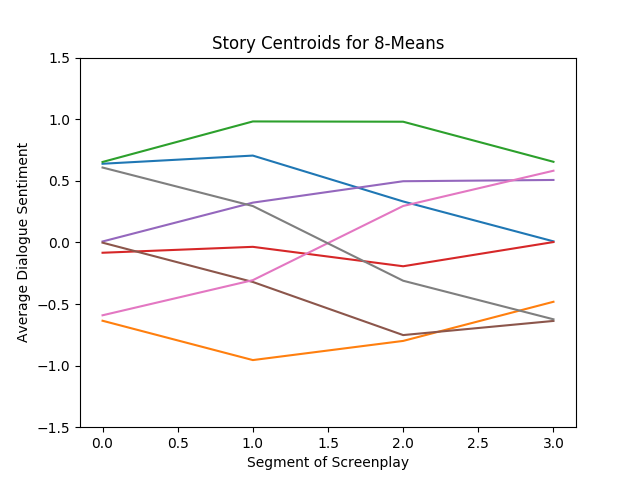 Story Centroids for 8-Means
1.5
1.0
0.5
0.0
−0.5
−1.0
−1.5
Average Dialogue Sentiment
0.0 0.5 1.0 1.5 2.0 2.5 3.0
Segment of Screenplay